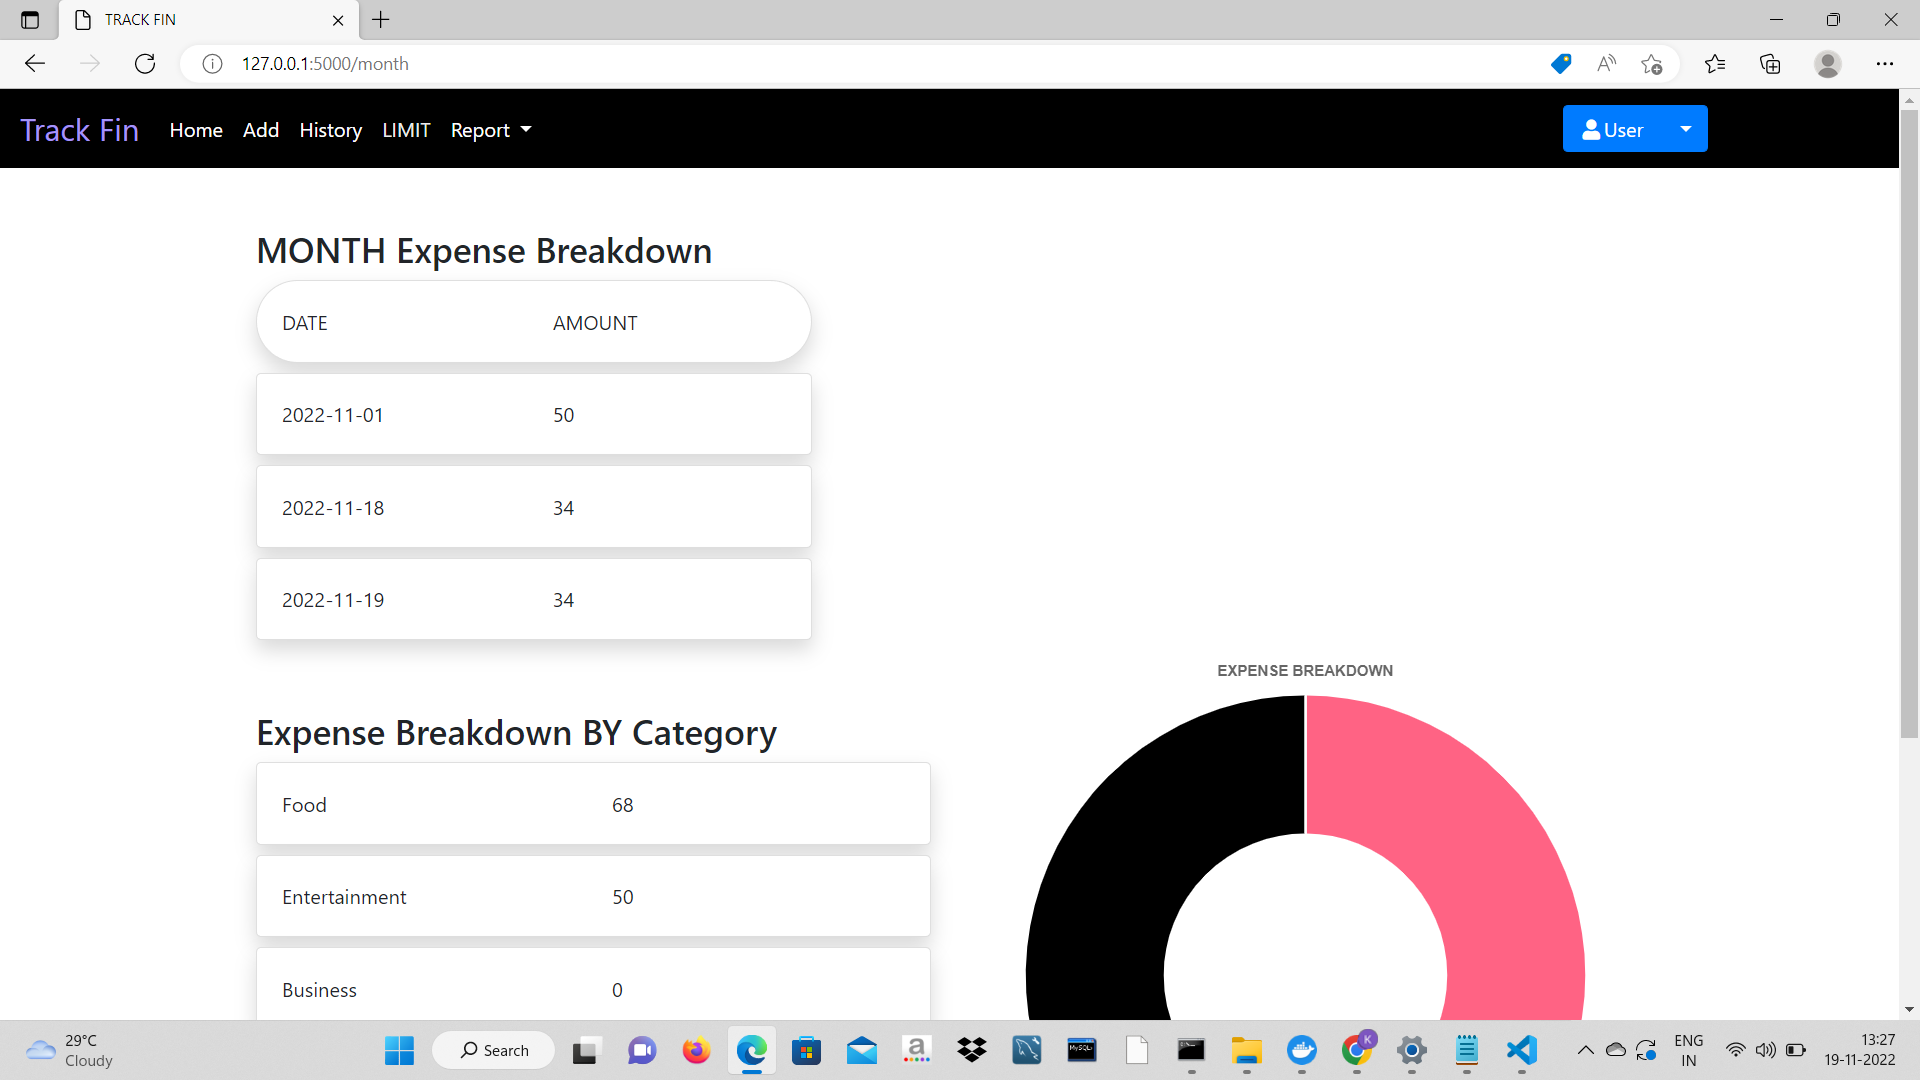 TRACK FIN
127.0.0.1:5000/month
Track Fin Home Add History LIMIT Report User
MONTH Expense Breakdown
DATE AMOUNT
2022-11-01 50
2022-11-18 34
2022-11-19 34
EXPENSE BREAKDOWN
Expense Breakdown BY Category
Food 68
Entertainment 50
Business 0
29°C
Cloudy
Search
a
MySQL
K
ENG
IN
13:27
19-11-2022